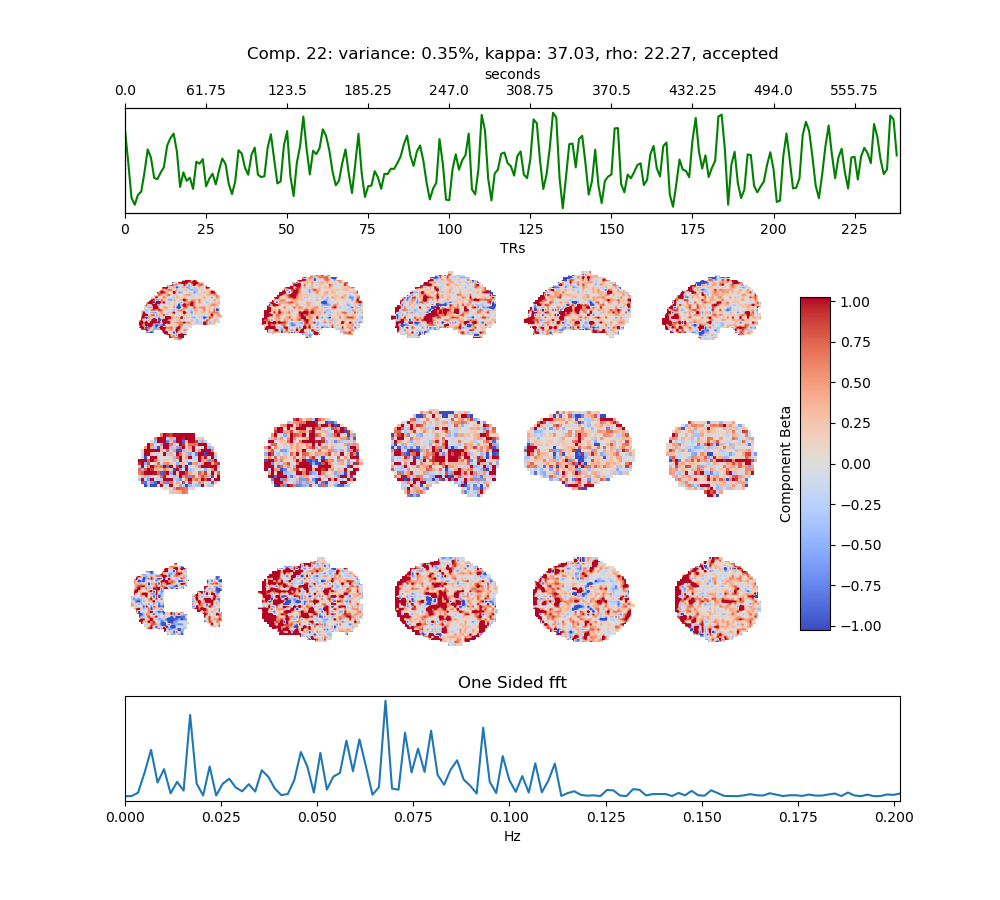 Comp. 22: variance: 0.35%, kappa: 37.03, rho: 22.27, accepted
seconds
0.0 61.75 123.5 185.25 247.0 308.75 370.5 432.25 494.0 555.75
0 25 50 75 100 125 150 175 200 225
TRs
1.00
0.75
0.50
0.25
0.00
−0.25
−0.50
−0.75
−1.00
Component Beta
One Sided fft
0.000 0.025 0.050 0.075 0.100 0.125 0.150 0.175 0.200
Hz